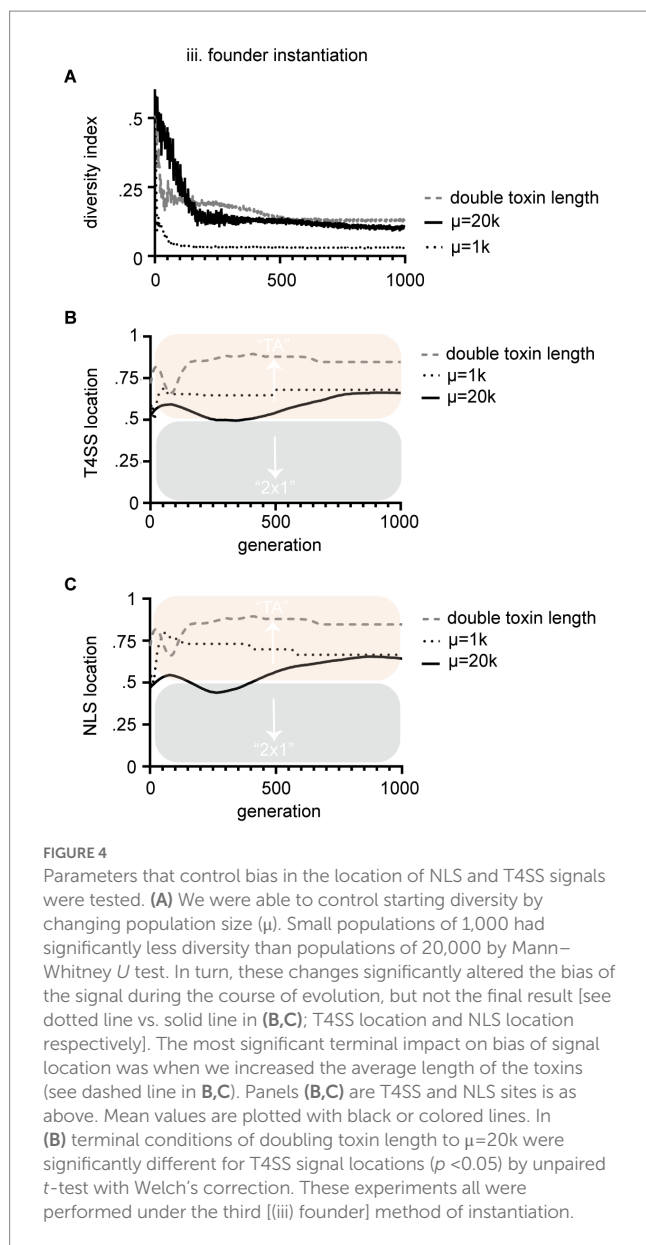 iii. founder instantiation
A
diversity index
.5
.25
0
0
500
1000
double toxin length
μ=20k
μ=1k
B
T4SS location
1
.75
.5
.25
0
"TA"
"2x1"
0
500
1000
generation
double toxin length
μ=1k
μ=20k
C
NLS location
1
.75
.5
.25
0
"TA"
"2x1"
0
500
1000
generation
double toxin length
μ=1k
μ=20k
FIGURE 4
Parameters that control bias in the location of NLS and T4SS signals
were tested. (A) We were able to control starting diversity by
changing population size (μ). Small populations of 1,000 had
significantly less diversity than populations of 20,000 by Mann–
Whitney U test. In turn, these changes significantly altered the bias of
the signal during the course of evolution, but not the final result [see
dotted line vs. solid line in (B,C); T4SS location and NLS location
respectively]. The most significant terminal impact on bias of signal
location was when we increased the average length of the toxins
(see dashed line in B,C). Panels (B,C) are T4SS and NLS sites is as
above. Mean values are plotted with black or colored lines. In
(B) terminal conditions of doubling toxin length to μ=20k were
significantly different for T4SS signal locations (p <0.05) by unpaired
t-test with Welch's correction. These experiments all were
performed under the third [(iii) founder] method of instantiation.